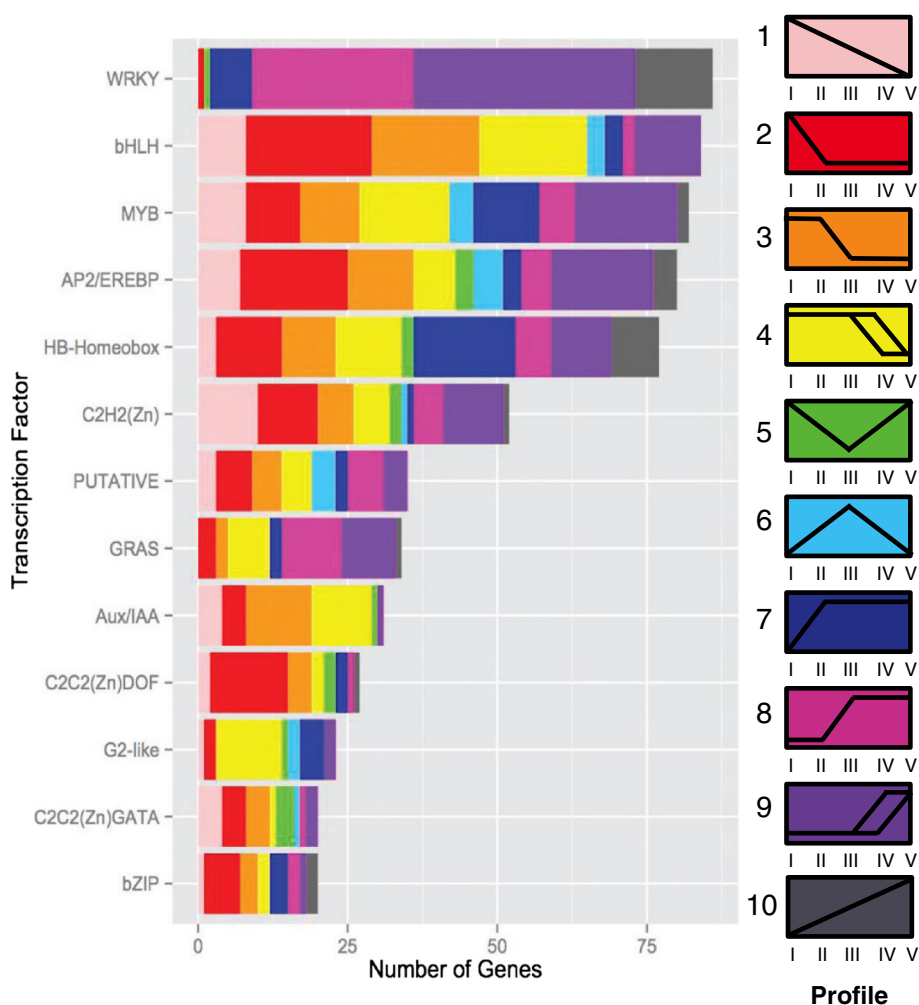 Transcription Factor
WRKY
bHLH
MYB
AP2/EREBP
HB-Homeobox
C2H2(Zn)
PUTATIVE
GRAS
Aux/IAA
C2C2(Zn)DOF
G2-like
C2C2(Zn)GATA
bZIP
0 25 50 75
Number of Genes
1
I II III IV V
2
I II III IV V
3
I II III IV V
4
I II III IV V
5
I II III IV V
6
I II III IV V
7
I II III IV V
8
I II III IV V
9
I II III IV V
10
I II III IV V
Profile